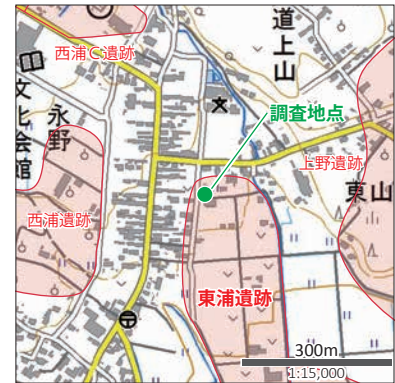 西浦C遺跡
道上山
文化会館
永野
調査地点
上野遺跡
東山
西浦遺跡
東浦遺跡
300m
1:15,000